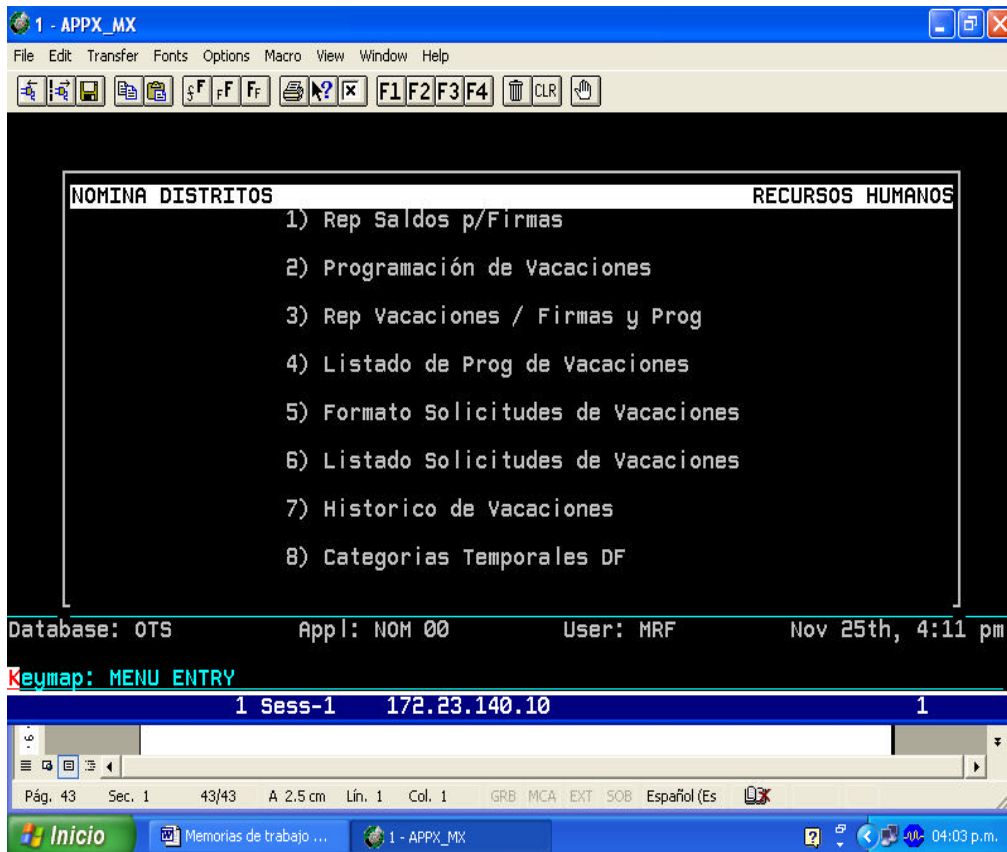 1 - APPX_MX
File Edit Transfer Fonts Options Macro View Window Help
F1 F2 F3 F4 CLR
NOMINA DISTRITOS RECURSOS HUMANOS
1) Rep Saldos p/Firmas
2) Programación de Vacaciones
3) Rep Vacaciones / Firmas y Prog
4) Listado de Prog de Vacaciones
5) Formato Solicitudes de Vacaciones
6) Listado Solicitudes de Vacaciones
7) Historico de Vacaciones
8) Categorias Temporales DF
Database: OTS Appl: NOM 00 User: MRF Nov 25th, 4:11 pm
Keymap: MENU ENTRY
1 Sess-1 172.23.140.10 1
Pág. 43 Sec. 1 43/43 A 2.5 cm Lín. 1 Col. 1 GRB MCA EXT SOB Español (Es
Inicio Memorias de trabajo ... 1 - APPX_MX 04:03 p.m.